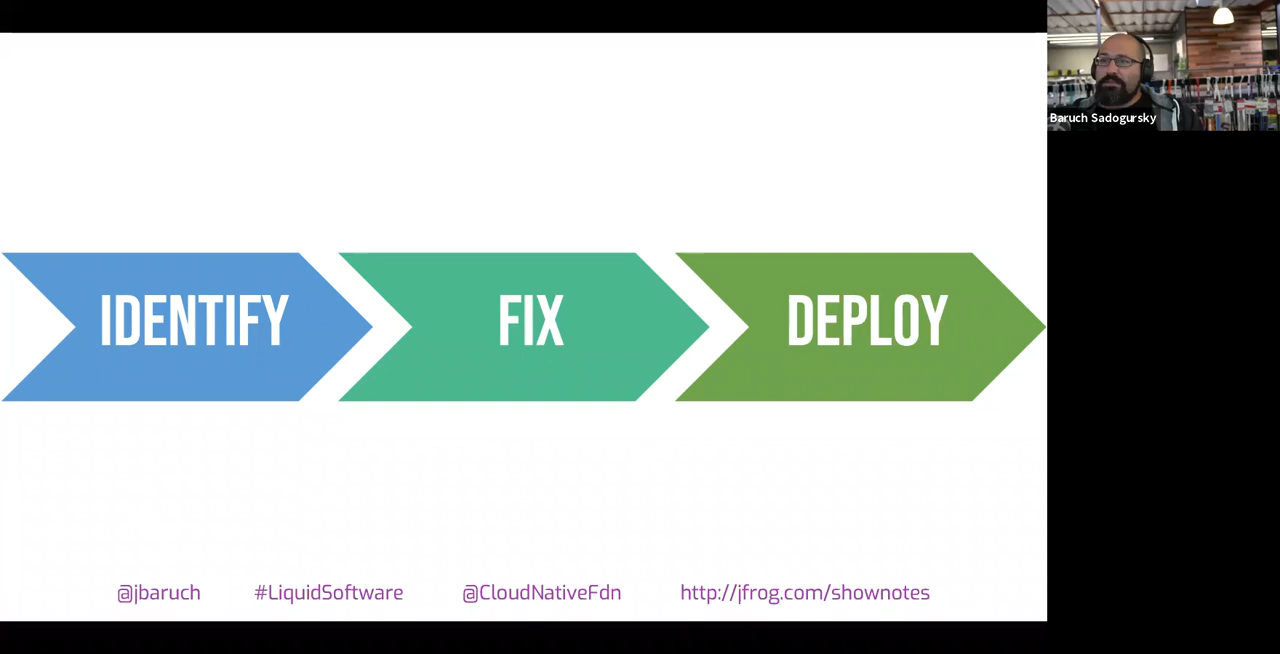 Baruch Sadogursky
IDENTIFY
FIX
DEPLOY
@jbaruch #LiquidSoftware @CloudNativeFdn http://jfrog.com/shownotes